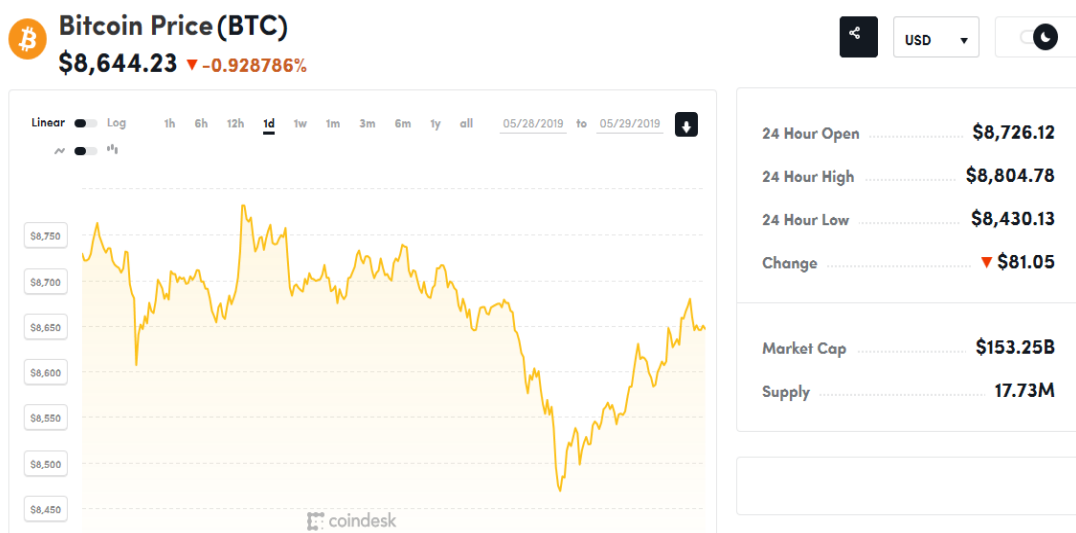 Bitcoin Price (BTC)
$8,644.23 ▼ -0.928786%
USD ▼
Linear Log 1h 6h 12h 1d 1w 1m 3m 6m 1y all 05/28/2019 to 05/29/2019
$8,750
$8,700
$8,650
$8,600
$8,550
$8,500
$8,450
coindesk
24 Hour Open $8,726.12
24 Hour High $8,804.78
24 Hour Low $8,430.13
Change ▼ $81.05
Market Cap $153.25B
Supply 17.73M